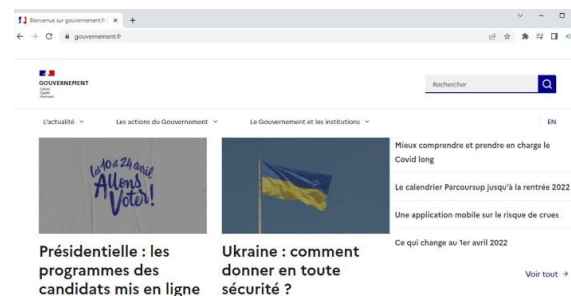 Bienvenue sur gouvernement.fr
gouvernement.fr
GOUVERNEMENT
Liberté
Égalité
Fraternité
Rechercher
L'actualité
Les actions du Gouvernement
Le Gouvernement et les institutions
EN
les 10 et 24 avril
Allons
Voter!
Présidentielle : les
programmes des
candidats mis en ligne
Ukraine : comment
donner en toute
sécurité ?
Mieux comprendre et prendre en charge le
Covid long
Le calendrier Parcoursup jusqu'à la rentrée 2022
Une application mobile sur le risque de crues
Ce qui change au 1er avril 2022
Voir tout →